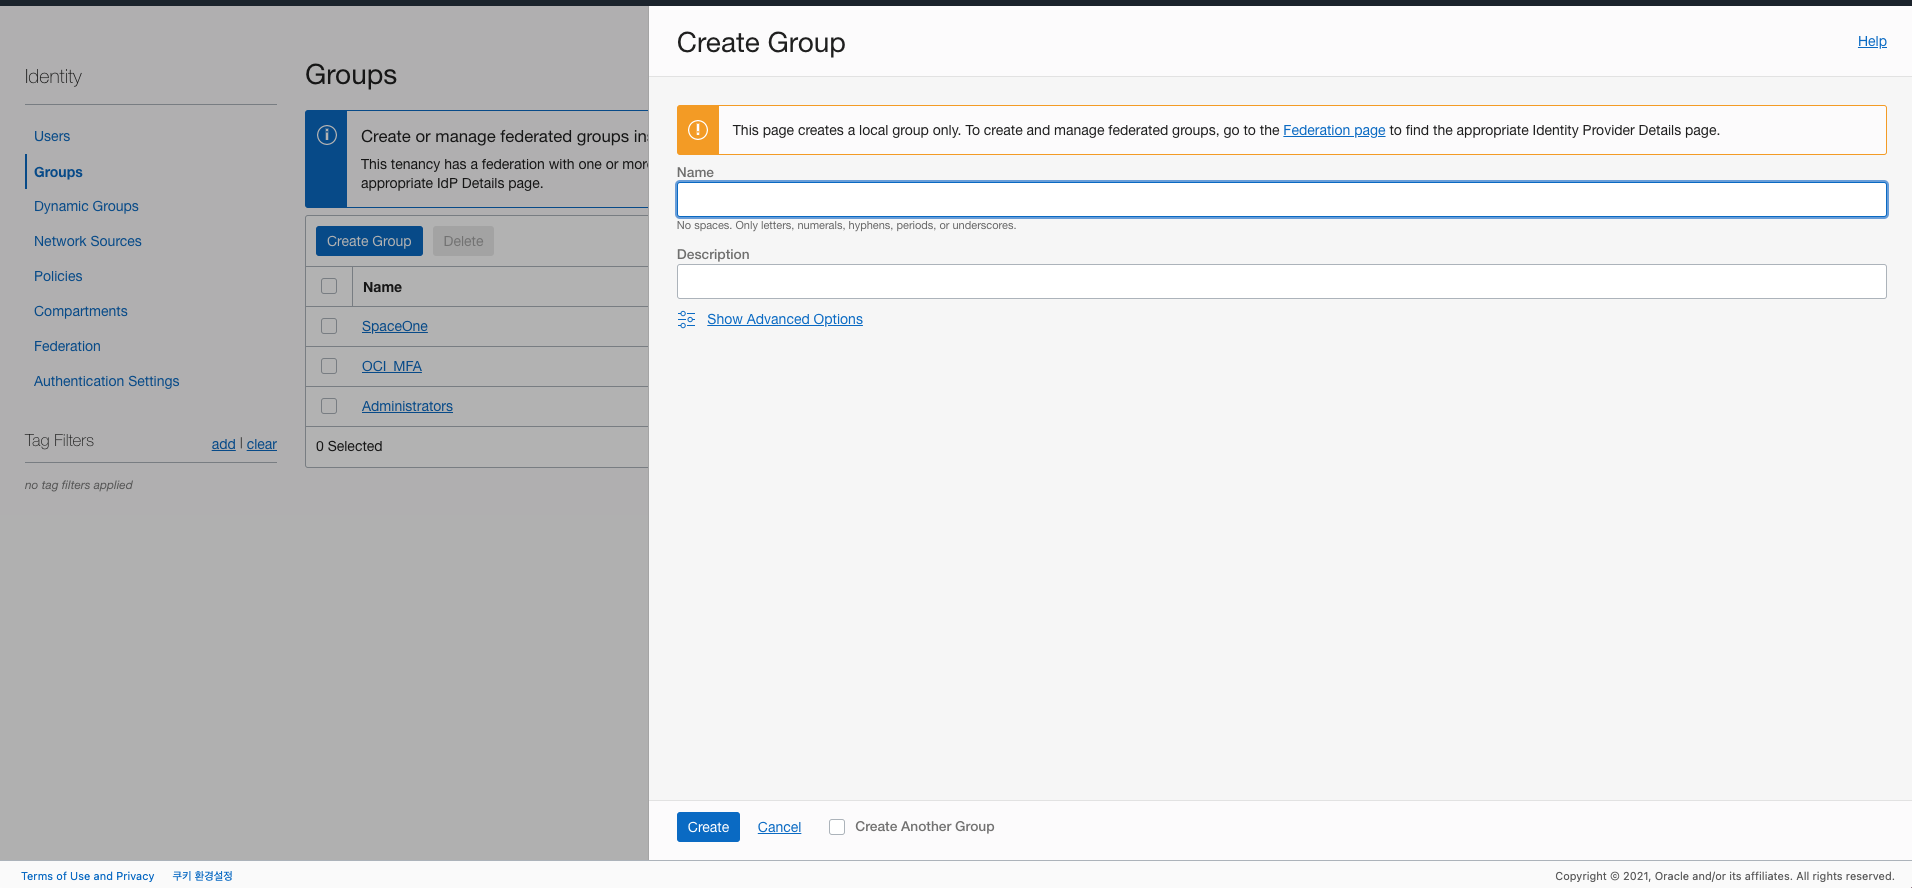 Identity
Users
Groups
Dynamic Groups
Network Sources
Policies
Compartments
Federation
Authentication Settings
Tag Filters
add | clear
no tag filters applied
Groups
Create or manage federated groups in
This tenancy has a federation with one or mor
appropriate IdP Details page.
Create Group Delete
Name
SpaceOne
OCI_MFA
Administrators
0 Selected
Create Group
Help
This page creates a local group only. To create and manage federated groups, go to the Federation page to find the appropriate Identity Provider Details page.
Name
No spaces. Only letters, numerals, hyphens, periods, or underscores.
Description
Show Advanced Options
Create Cancel Create Another Group
Terms of Use and Privacy 쿠키 환경설정
Copyright © 2021, Oracle and/or its affiliates. All rights reserved.